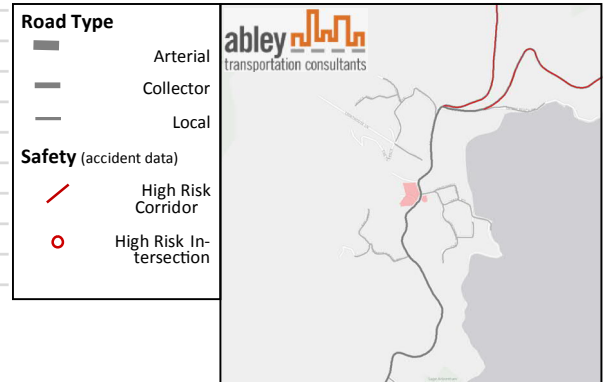 Road Type
Arterial
Collector
Local
Safety (accident data)
High Risk
Corridor
High Risk In-
tersection
abley
transportation consultants